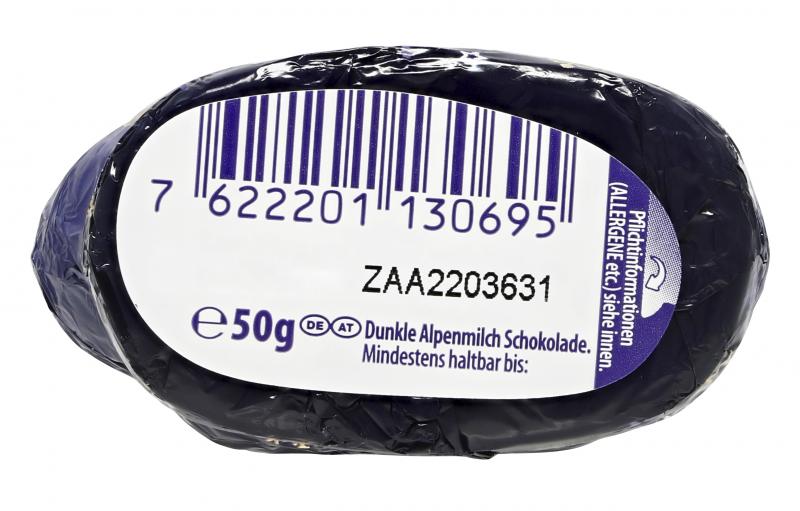 7 622201 130695
ZAA2203631
℮50g DE AT Dunkle Alpenmilch Schokolade.
Mindestens haltbar bis:
Pflichtinformationen
(ALLERGENE etc.) siehe innen.